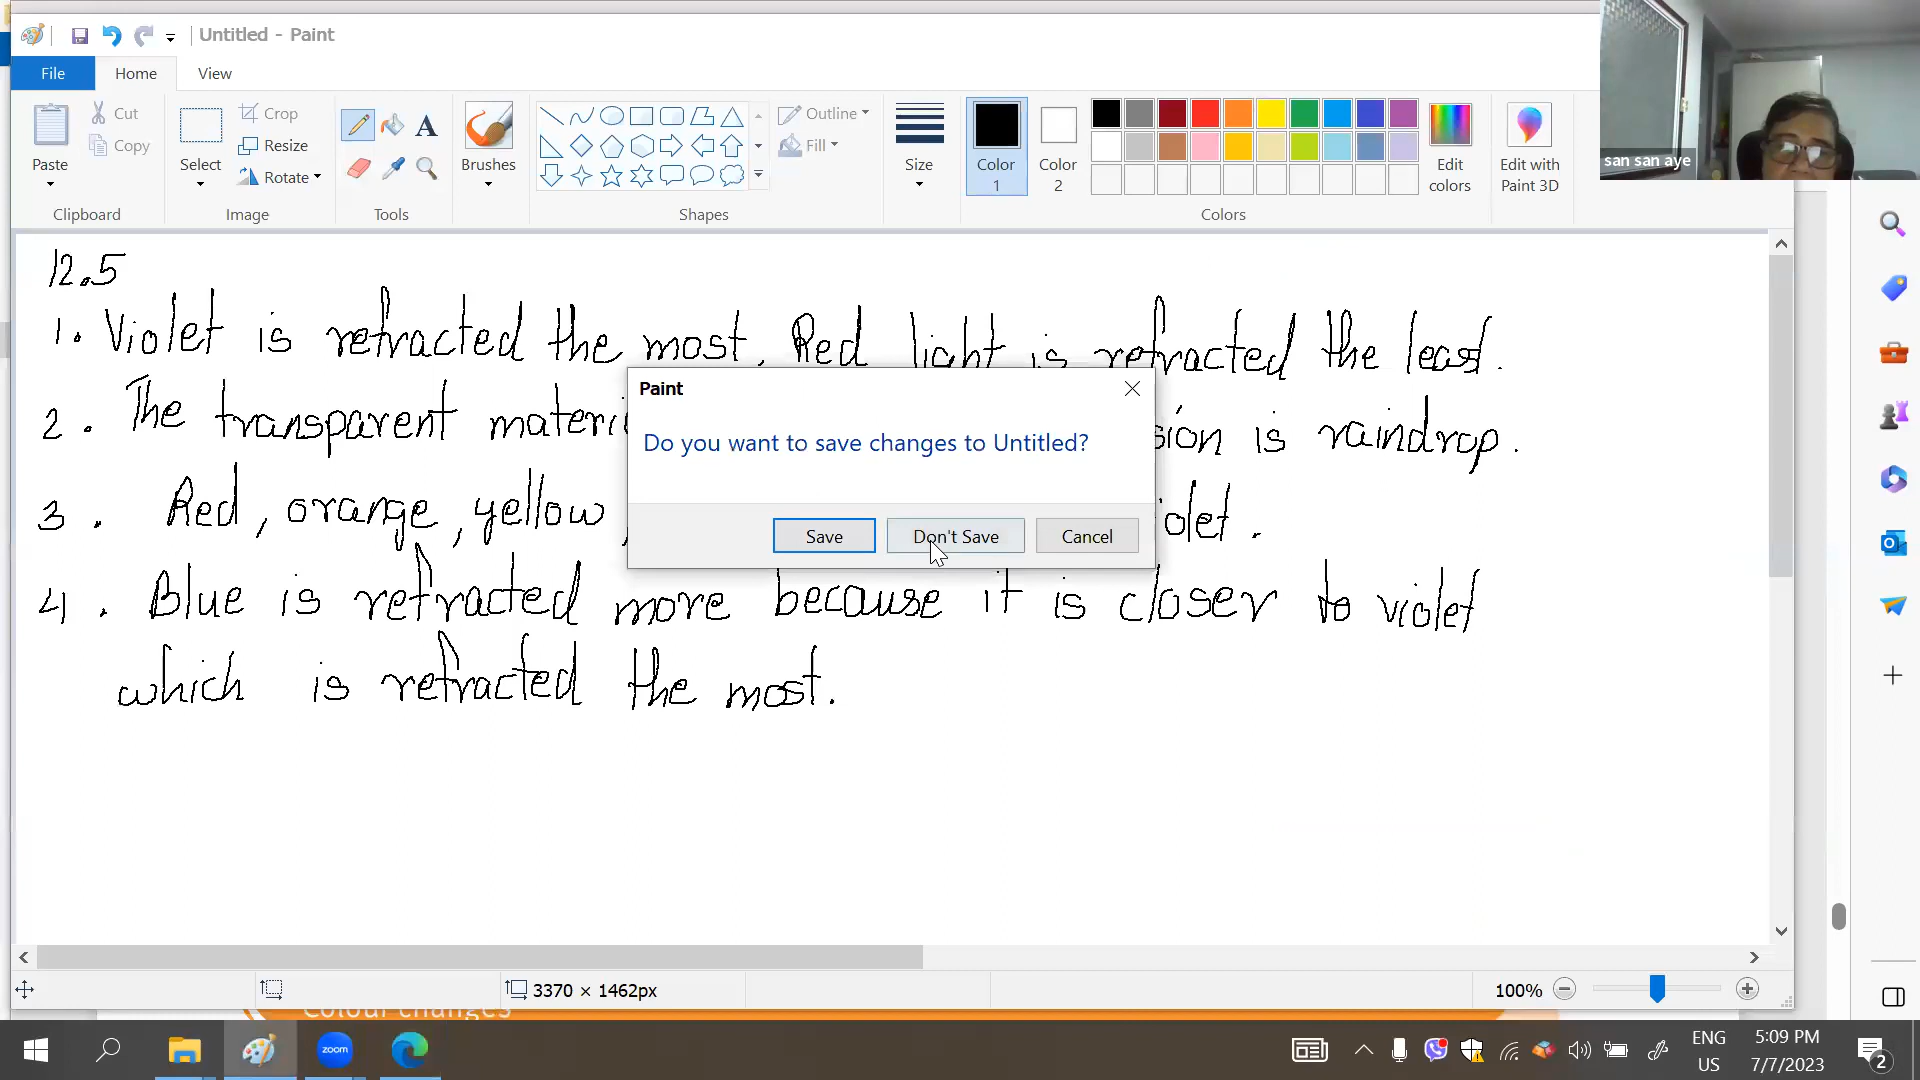 Untitled - Paint
File Home View
Cut
Copy
Paste
Crop
Resize
Rotate
Select
Brushes
Outline
Fill
Size
Color 1
Color 2
Edit colors
Edit with Paint 3D
Clipboard Image Tools Shapes Colors
san san aye
12.5
1. Violet is refracted the most. Red light is refracted the least.
2. The transparent materi sion is raindrop.
3. Red, orange, yellow, olet.
4. Blue is refracted more because it is closer to violet
which is refracted the most.
Paint
Do you want to save changes to Untitled?
Save Don't Save Cancel
3370 × 1462px
100%
Colour changes
zoom
ENG
US
5:09 PM
7/7/2023
2